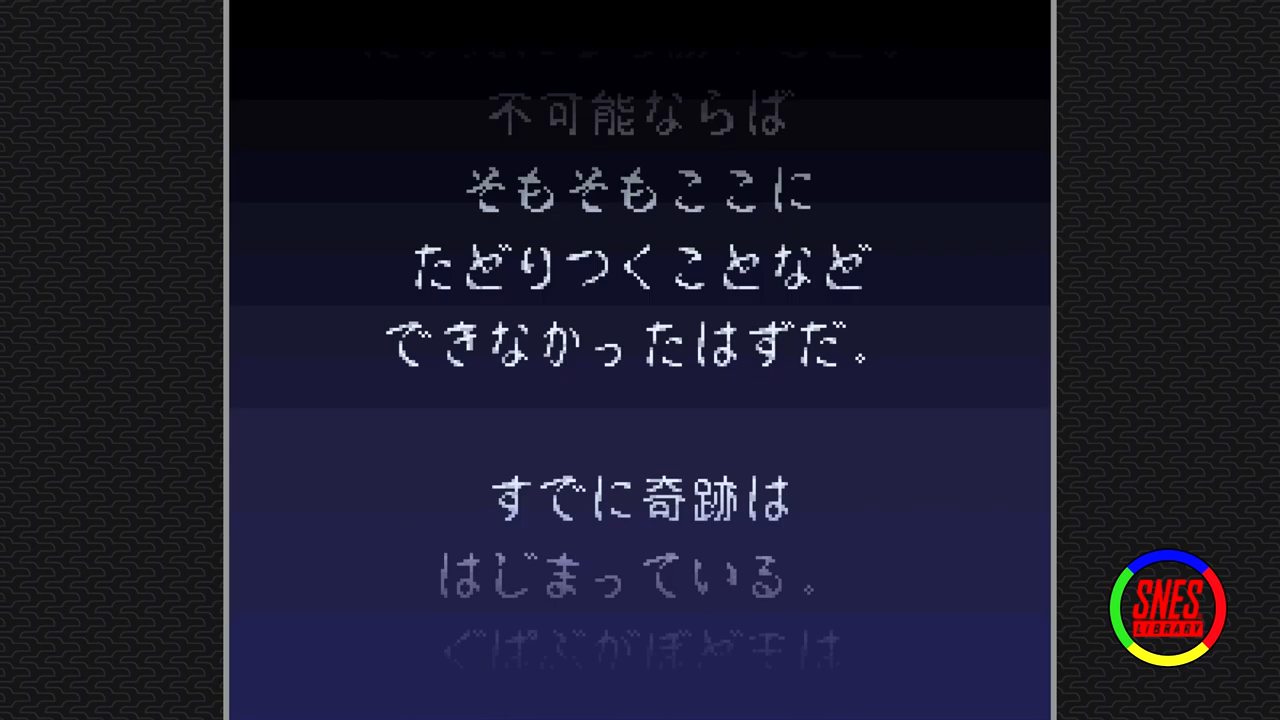 不可能ならば
そもそもここに
たどりつくことなど
できなかったはずだ。
すでに奇跡は
はじまっている。
SNES
LIBRARY